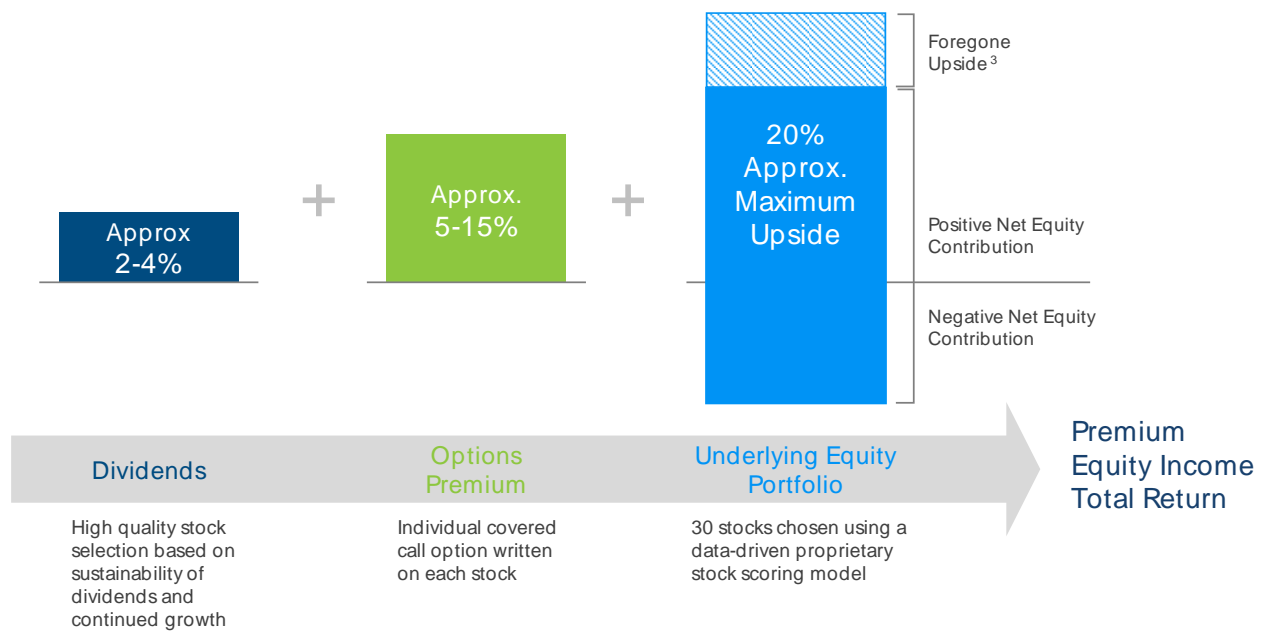 Foregone
Upside 3
20%
Approx.
Maximum
Upside
Approx.
5-15%
Approx
2-4%
+
+
Positive Net Equity
Contribution
Negative Net Equity
Contribution
Dividends
Options
Premium
Underlying Equity
Portfolio
Premium
Equity Income
Total Return
High quality stock
selection based on
sustainability of
dividends and
continued growth
Individual covered
call option written
on each stock
30 stocks chosen using a
data-driven proprietary
stock scoring model